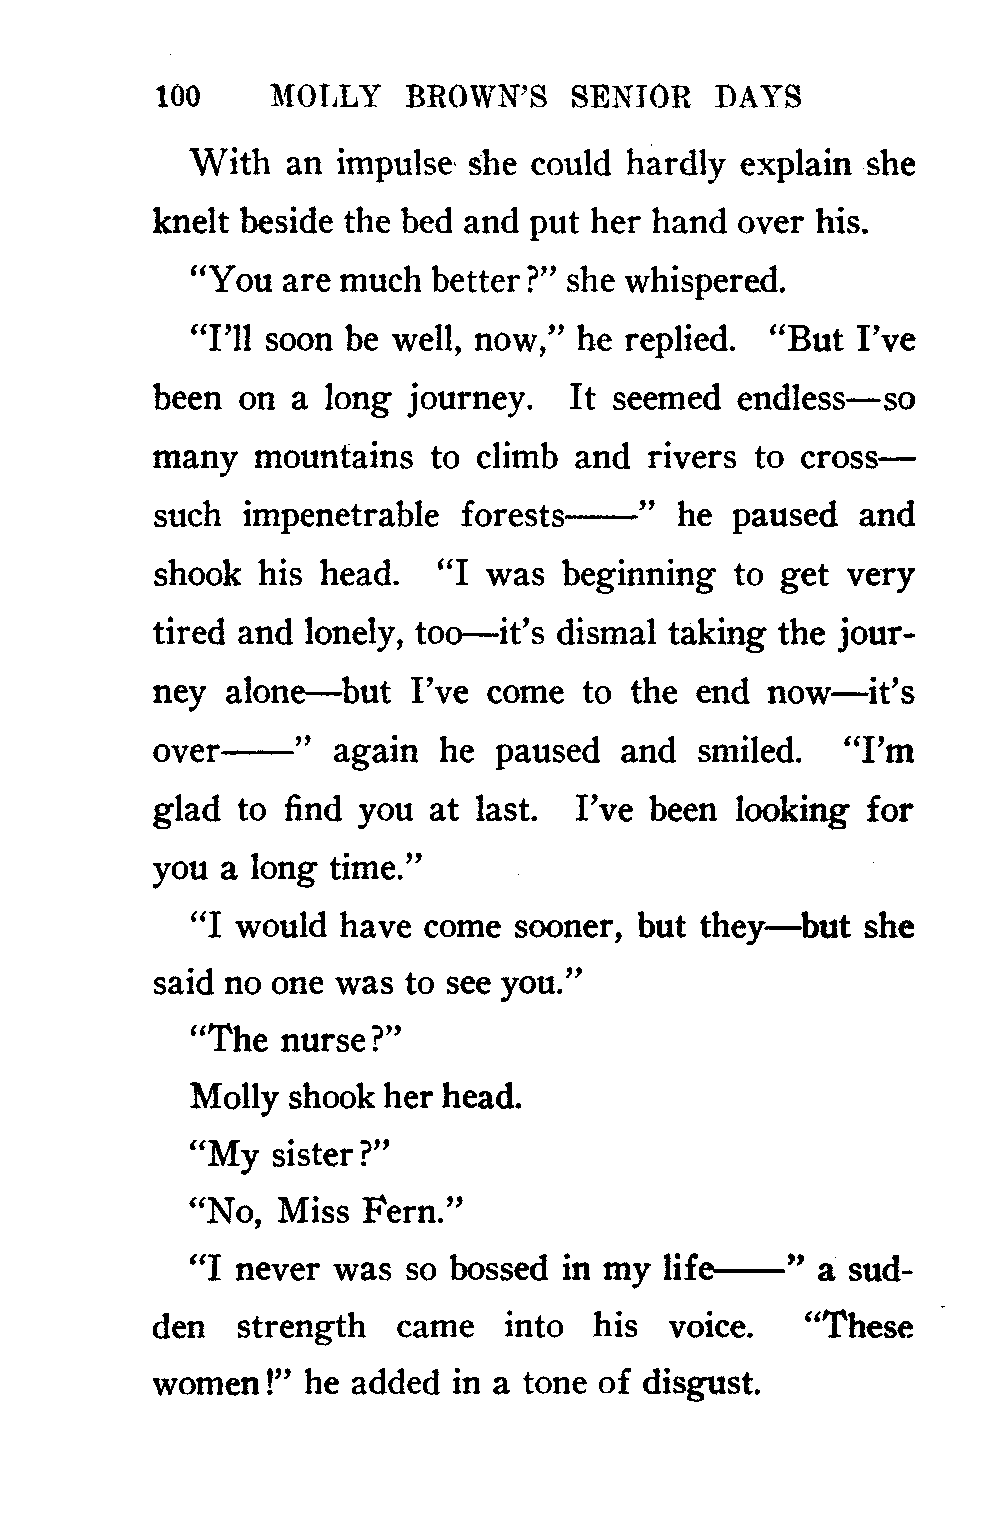 100 MOLLY BROWN'S SENIOR DAYS
With an impulse she could hardly explain she
knelt beside the bed and put her hand over his.
“You are much better?” she whispered.
“I’ll soon be well, now,” he replied. “But I’ve
been on a long journey. It seemed endless—so
many mountains to climb and rivers to cross—
such impenetrable forests——” he paused and
shook his head. “I was beginning to get very
tired and lonely, too—it’s dismal taking the jour-
ney alone—but I’ve come to the end now—it’s
over——” again he paused and smiled. “I’m
glad to find you at last. I’ve been looking for
you a long time.”
“I would have come sooner, but they—but she
said no one was to see you.”
“The nurse?”
Molly shook her head.
“My sister?”
“No, Miss Fern.”
“I never was so bossed in my life——” a sud-
den strength came into his voice. “These
women!” he added in a tone of disgust.